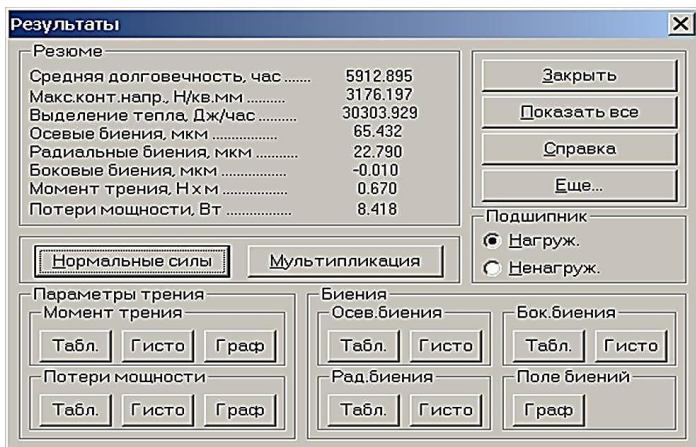 Результаты
Резюме
Средняя долговечность, час ....... 5912.895
Макс.конт.напр., Н/кв.мм .......... 3176.197
Выделение тепла, Дж/час .......... 30303.929
Осевые биения, мкм ................. 65.432
Радиальные биения, мкм ........... 22.790
Боковые биения, мкм ............... -0.010
Момент трения, Н x м .............. 0.670
Потери мощности, Вт ................ 8.418
Закрыть
Показать все
Справка
Еще...
Подшипник
Нагруж.
Ненагруж.
Нормальные силы Мультипликация
Параметры трения
Момент трения
Табл. Гисто Граф
Потери мощности
Табл. Гисто Граф
Биения
Осев.биения
Табл. Гисто
Бок.биения
Табл. Гисто
Рад.биения
Табл. Гисто
Поле биений
Граф